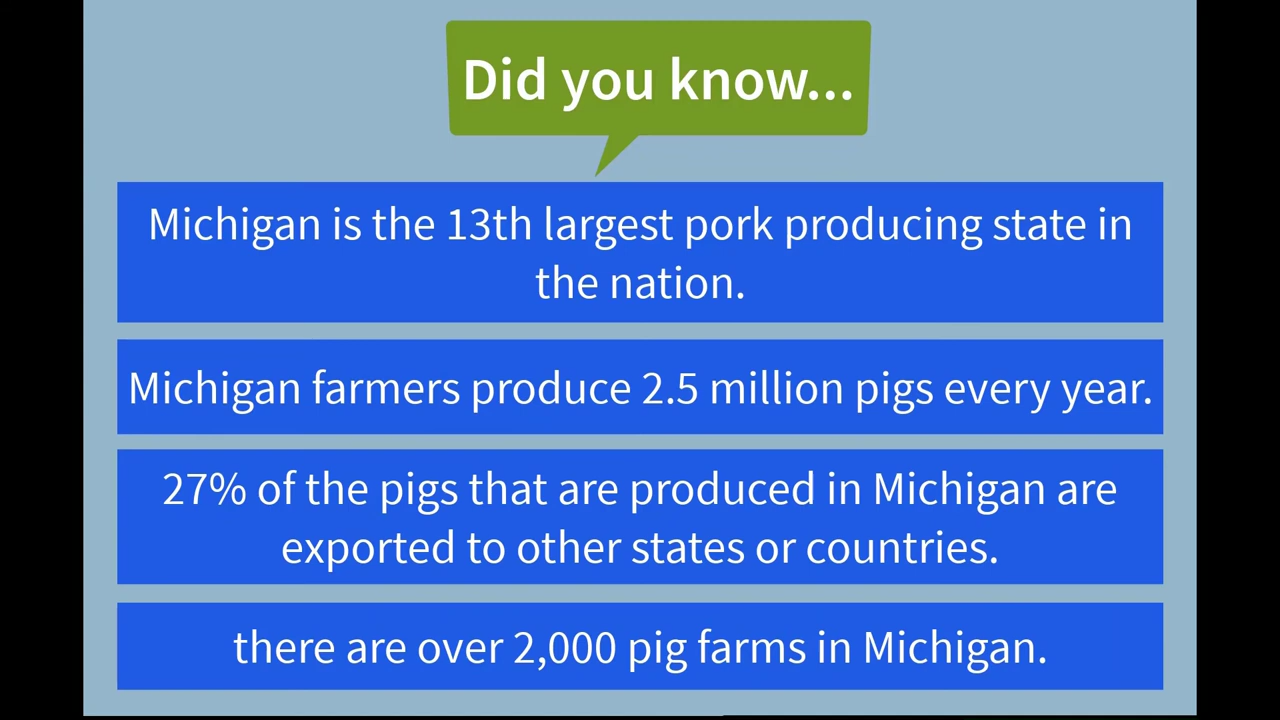 Did you know...
Michigan is the 13th largest pork producing state in
the nation.
Michigan farmers produce 2.5 million pigs every year.
27% of the pigs that are produced in Michigan are
exported to other states or countries.
there are over 2,000 pig farms in Michigan.